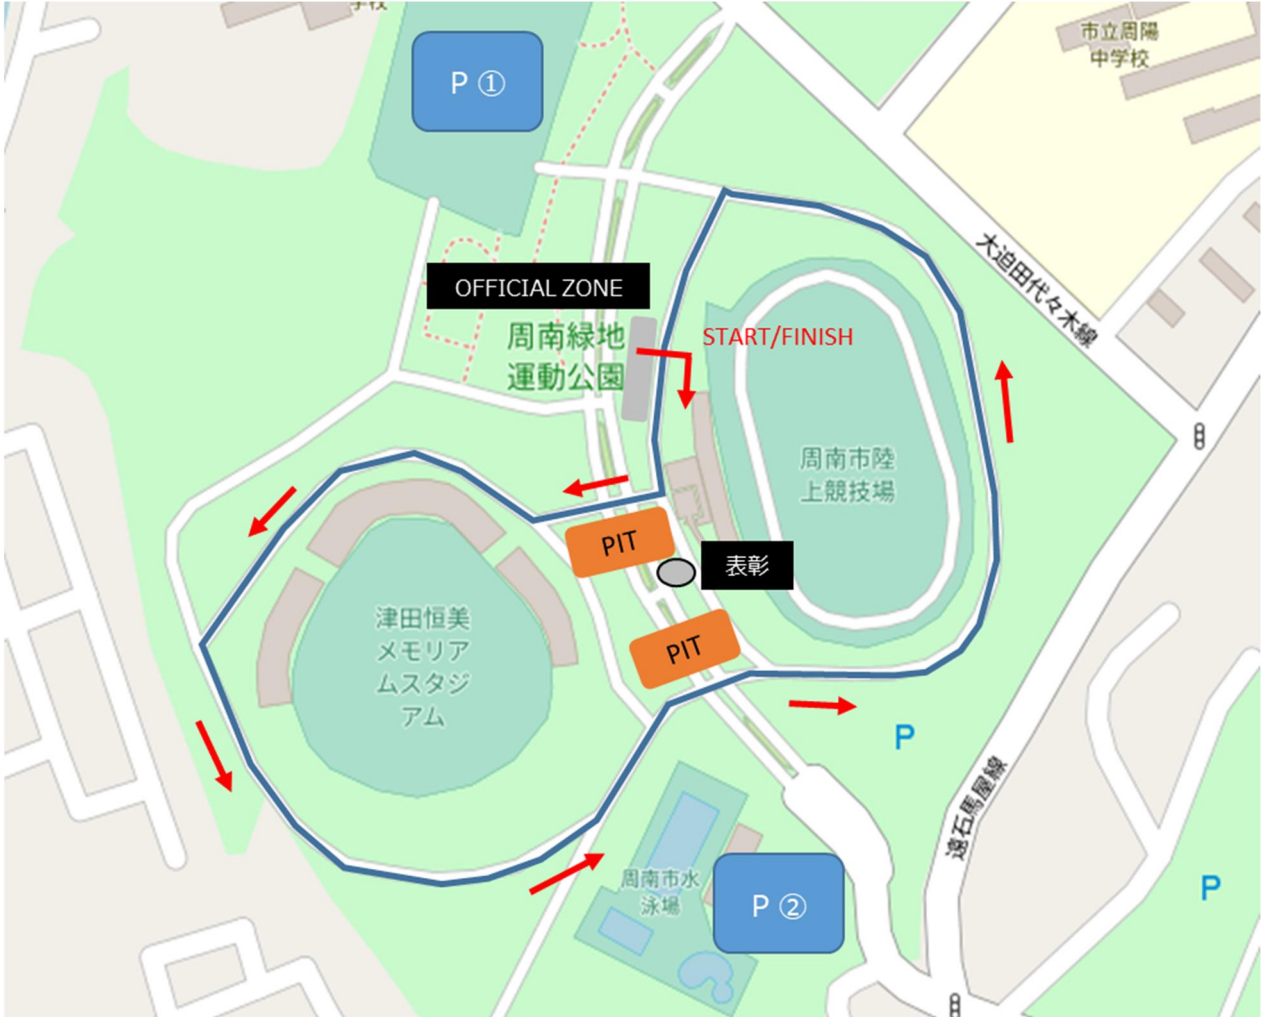 学校
P ①
市立周陽
中学校
大迫田代々木線
OFFICIAL ZONE
周南緑地
運動公園
START/FINISH
周南市陸
上競技場
PIT
表彰
津田恒美
メモリア
ムスタジ
アム
PIT
P
遠石馬屋線
周南市水
泳場
P ②
P